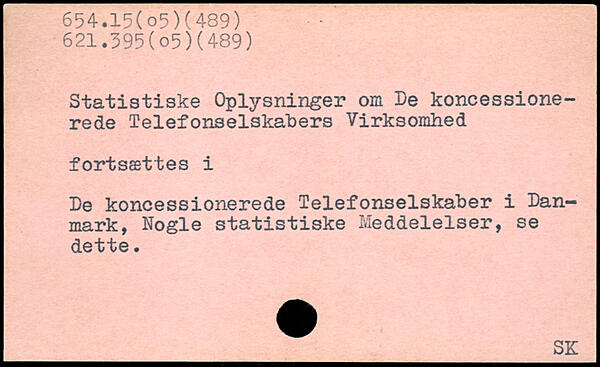 654.15(o5)(489)
621.395(o5)(489)
Statistiske Oplysninger om De koncessione-
rede Telefonselskabers Virksomhed
fortsættes i
De koncessionerede Telefonselskaber i Dan-
mark, Nogle statistiske Meddelelser, se
dette.
SK